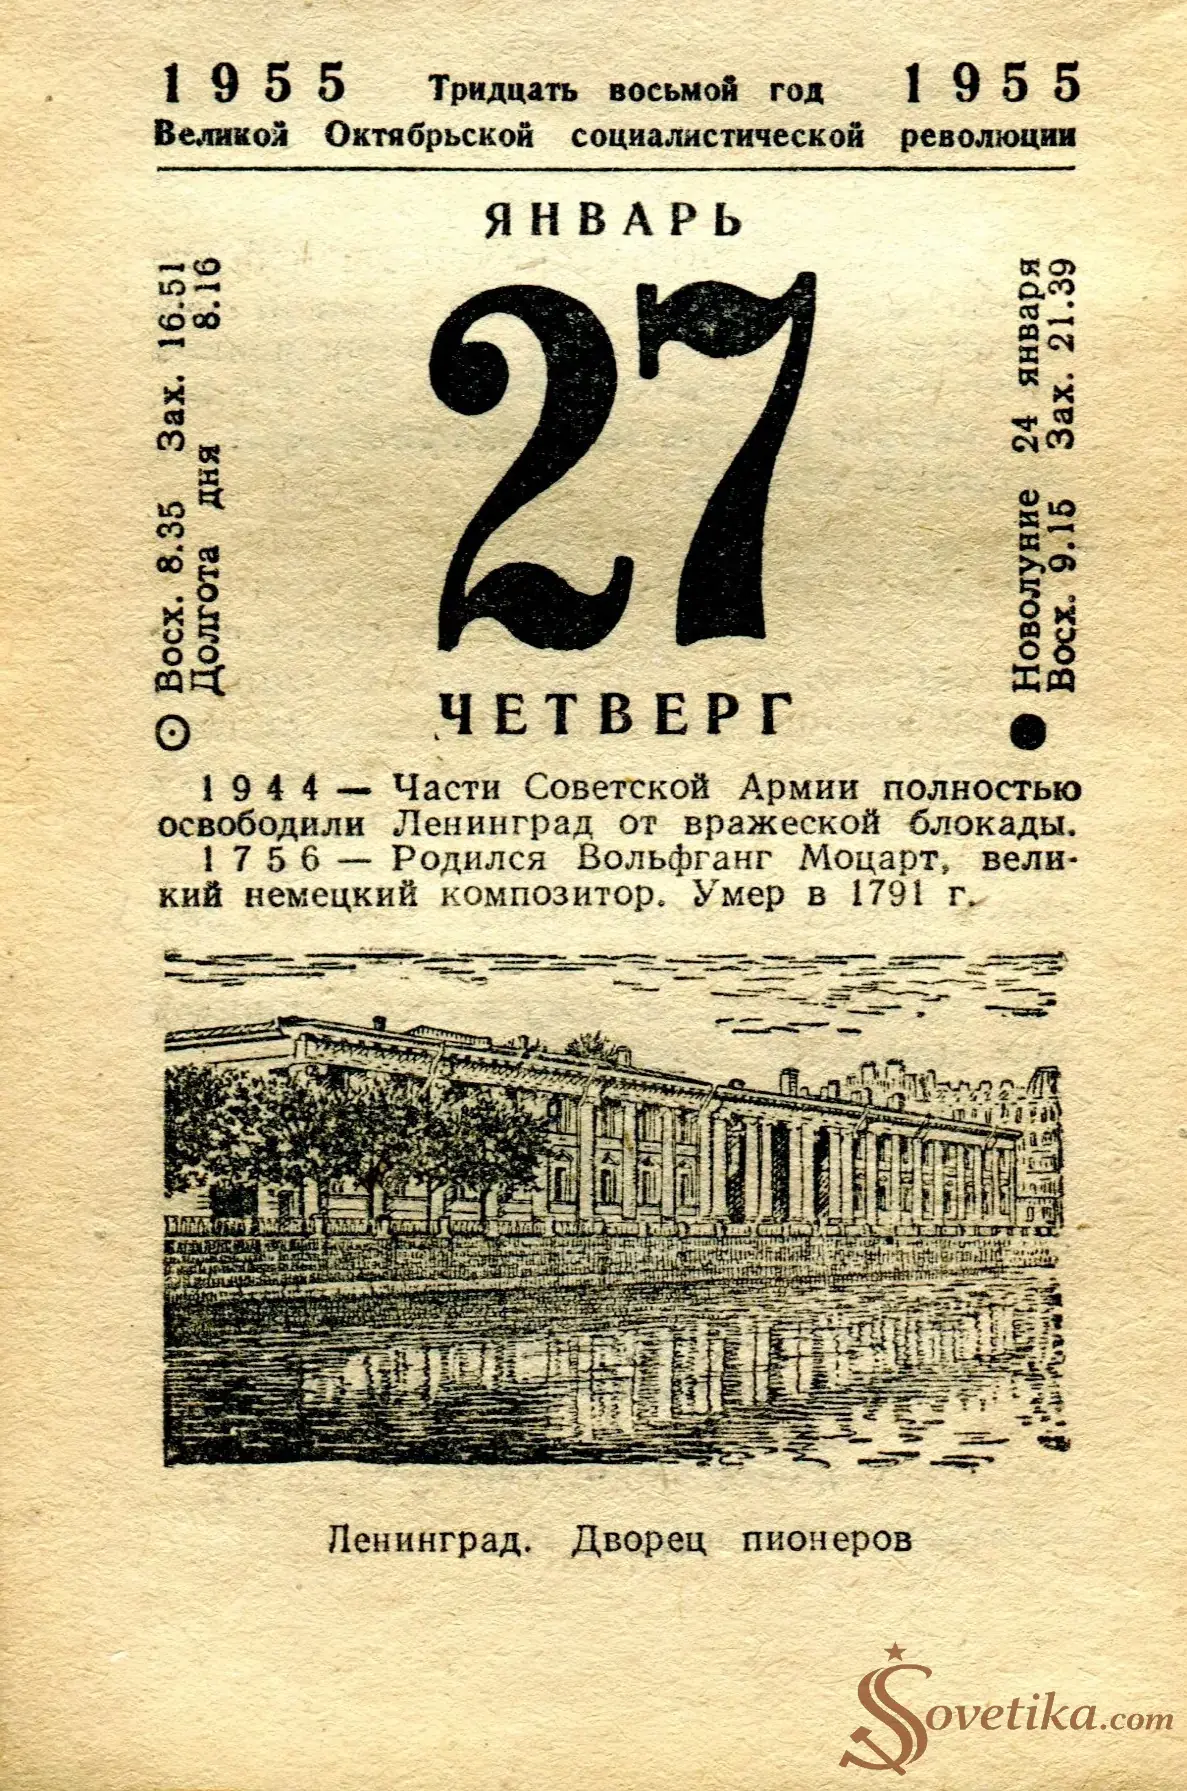 1955 Тридцать восьмой год 1955
Великой Октябрьской социалистической революции
ЯНВАРЬ
Восх. 8.35 Зах. 16.51
Долгота дня 8.16
27
Новолуние 24 января
Восх. 9.15 Зах. 21.39
ЧЕТВЕРГ
1944 — Части Советской Армии полностью
освободили Ленинград от вражеской блокады.
1756 — Родился Вольфганг Моцарт, вели-
кий немецкий композитор. Умер в 1791 г.
Ленинград. Дворец пионеров
Sovetika.com